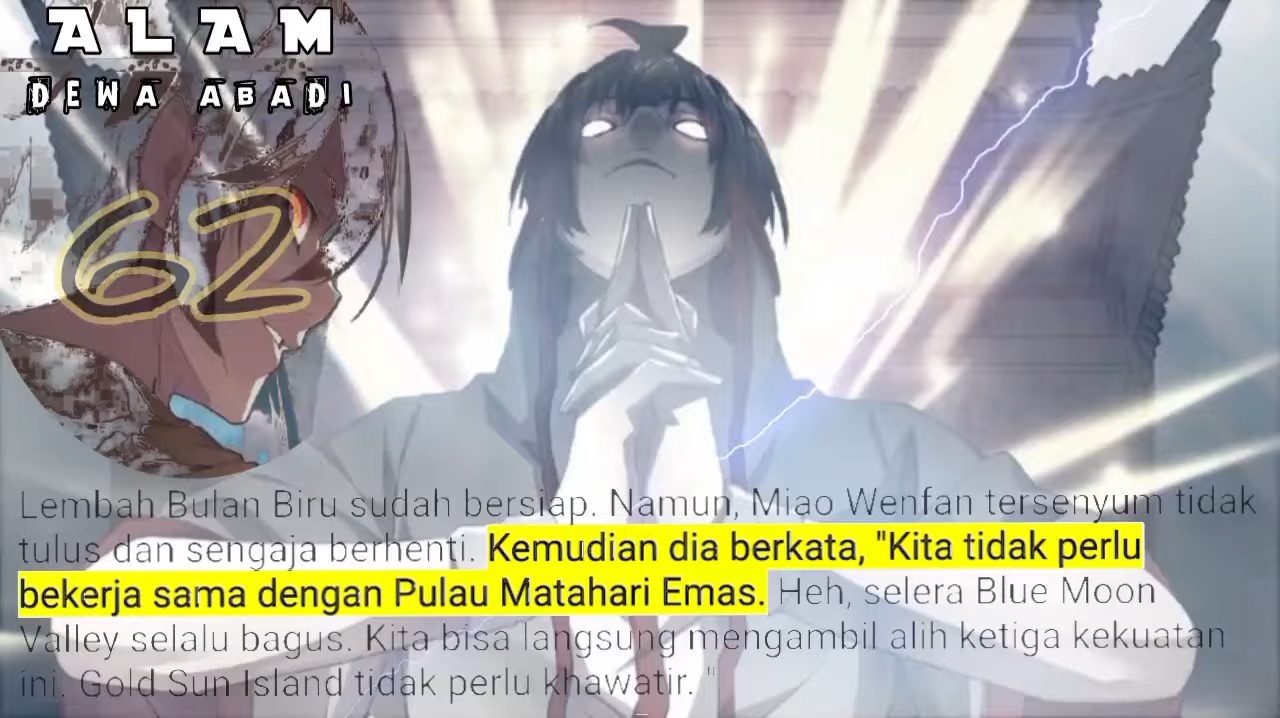 ALAM
DEWA ABADI
62
Lembah Bulan Biru sudah bersiap. Namun, Miao Wenfan tersenyum tidak
tulus dan sengaja berhenti. Kemudian dia berkata, "Kita tidak perlu
bekerja sama dengan Pulau Matahari Emas. Heh, selera Blue Moon
Valley selalu bagus. Kita bisa langsung mengambil alih ketiga kekuatan
ini. Gold Sun Island tidak perlu khawatir. "